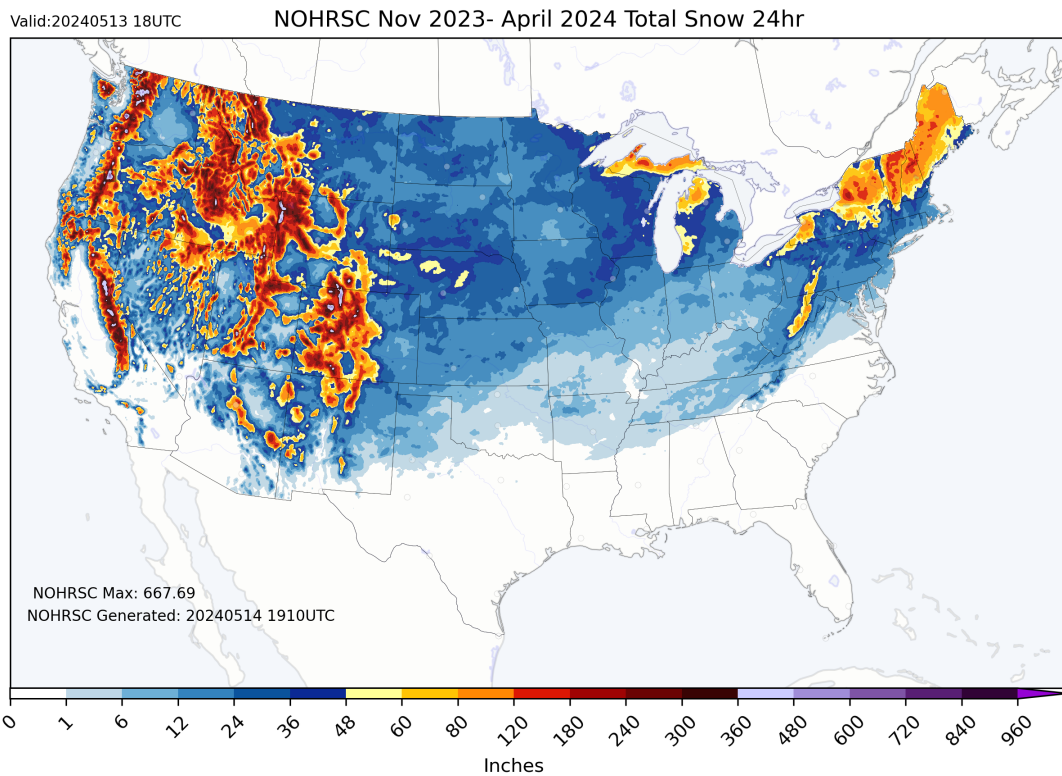 Valid:20240513 18UTC
NOHRSC Nov 2023- April 2024 Total Snow 24hr
NOHRSC Max: 667.69
NOHRSC Generated: 20240514 1910UTC
0 1 6 12 24 36 48 60 80 120 180 240 300 360 480 600 720 840 960
Inches